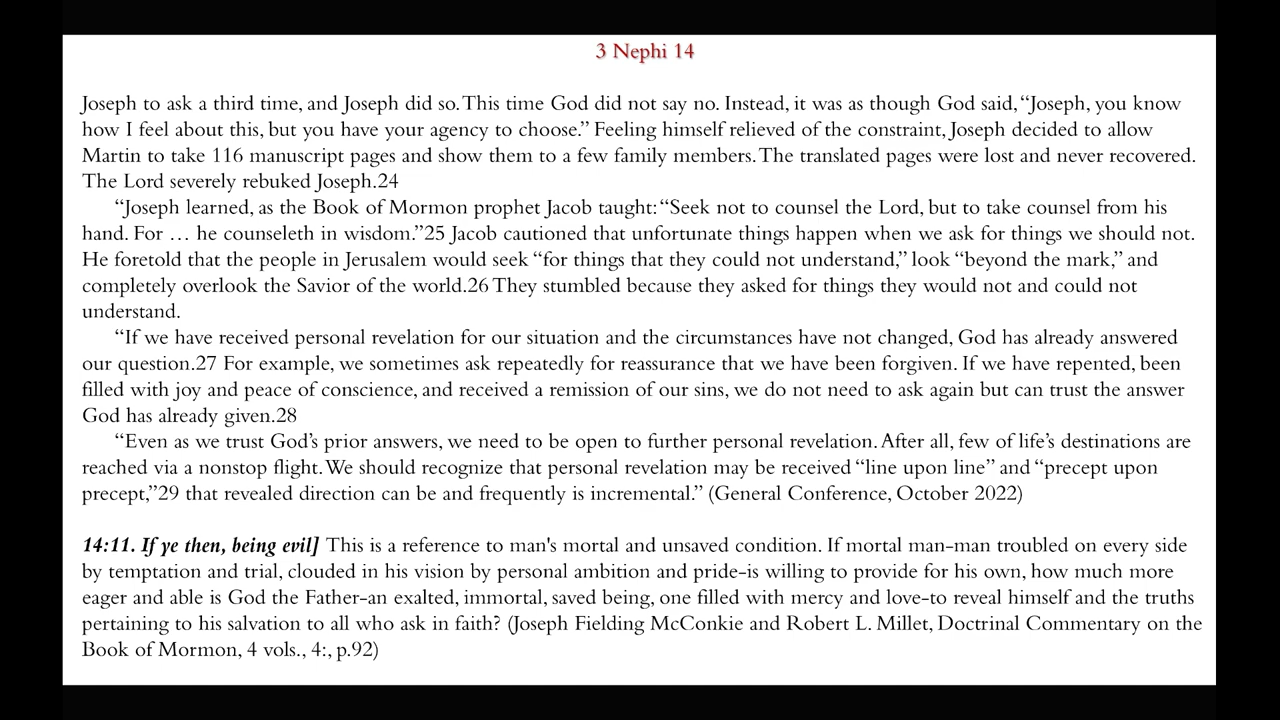 3 Nephi 14
Joseph to ask a third time, and Joseph did so. This time God did not say no. Instead, it was as though God said, “Joseph, you know
how I feel about this, but you have your agency to choose.” Feeling himself relieved of the constraint, Joseph decided to allow
Martin to take 116 manuscript pages and show them to a few family members. The translated pages were lost and never recovered.
The Lord severely rebuked Joseph.24
“Joseph learned, as the Book of Mormon prophet Jacob taught: “Seek not to counsel the Lord, but to take counsel from his
hand. For … he counseleth in wisdom.”25 Jacob cautioned that unfortunate things happen when we ask for things we should not.
He foretold that the people in Jerusalem would seek “for things that they could not understand,” look “beyond the mark,” and
completely overlook the Savior of the world.26 They stumbled because they asked for things they would not and could not
understand.
“If we have received personal revelation for our situation and the circumstances have not changed, God has already answered
our question.27 For example, we sometimes ask repeatedly for reassurance that we have been forgiven. If we have repented, been
filled with joy and peace of conscience, and received a remission of our sins, we do not need to ask again but can trust the answer
God has already given.28
“Even as we trust God’s prior answers, we need to be open to further personal revelation. After all, few of life’s destinations are
reached via a nonstop flight. We should recognize that personal revelation may be received “line upon line” and “precept upon
precept,”29 that revealed direction can be and frequently is incremental.” (General Conference, October 2022)
14:11. If ye then, being evil] This is a reference to man's mortal and unsaved condition. If mortal man-man troubled on every side
by temptation and trial, clouded in his vision by personal ambition and pride-is willing to provide for his own, how much more
eager and able is God the Father-an exalted, immortal, saved being, one filled with mercy and love-to reveal himself and the truths
pertaining to his salvation to all who ask in faith? (Joseph Fielding McConkie and Robert L. Millet, Doctrinal Commentary on the
Book of Mormon, 4 vols., 4:, p.92)